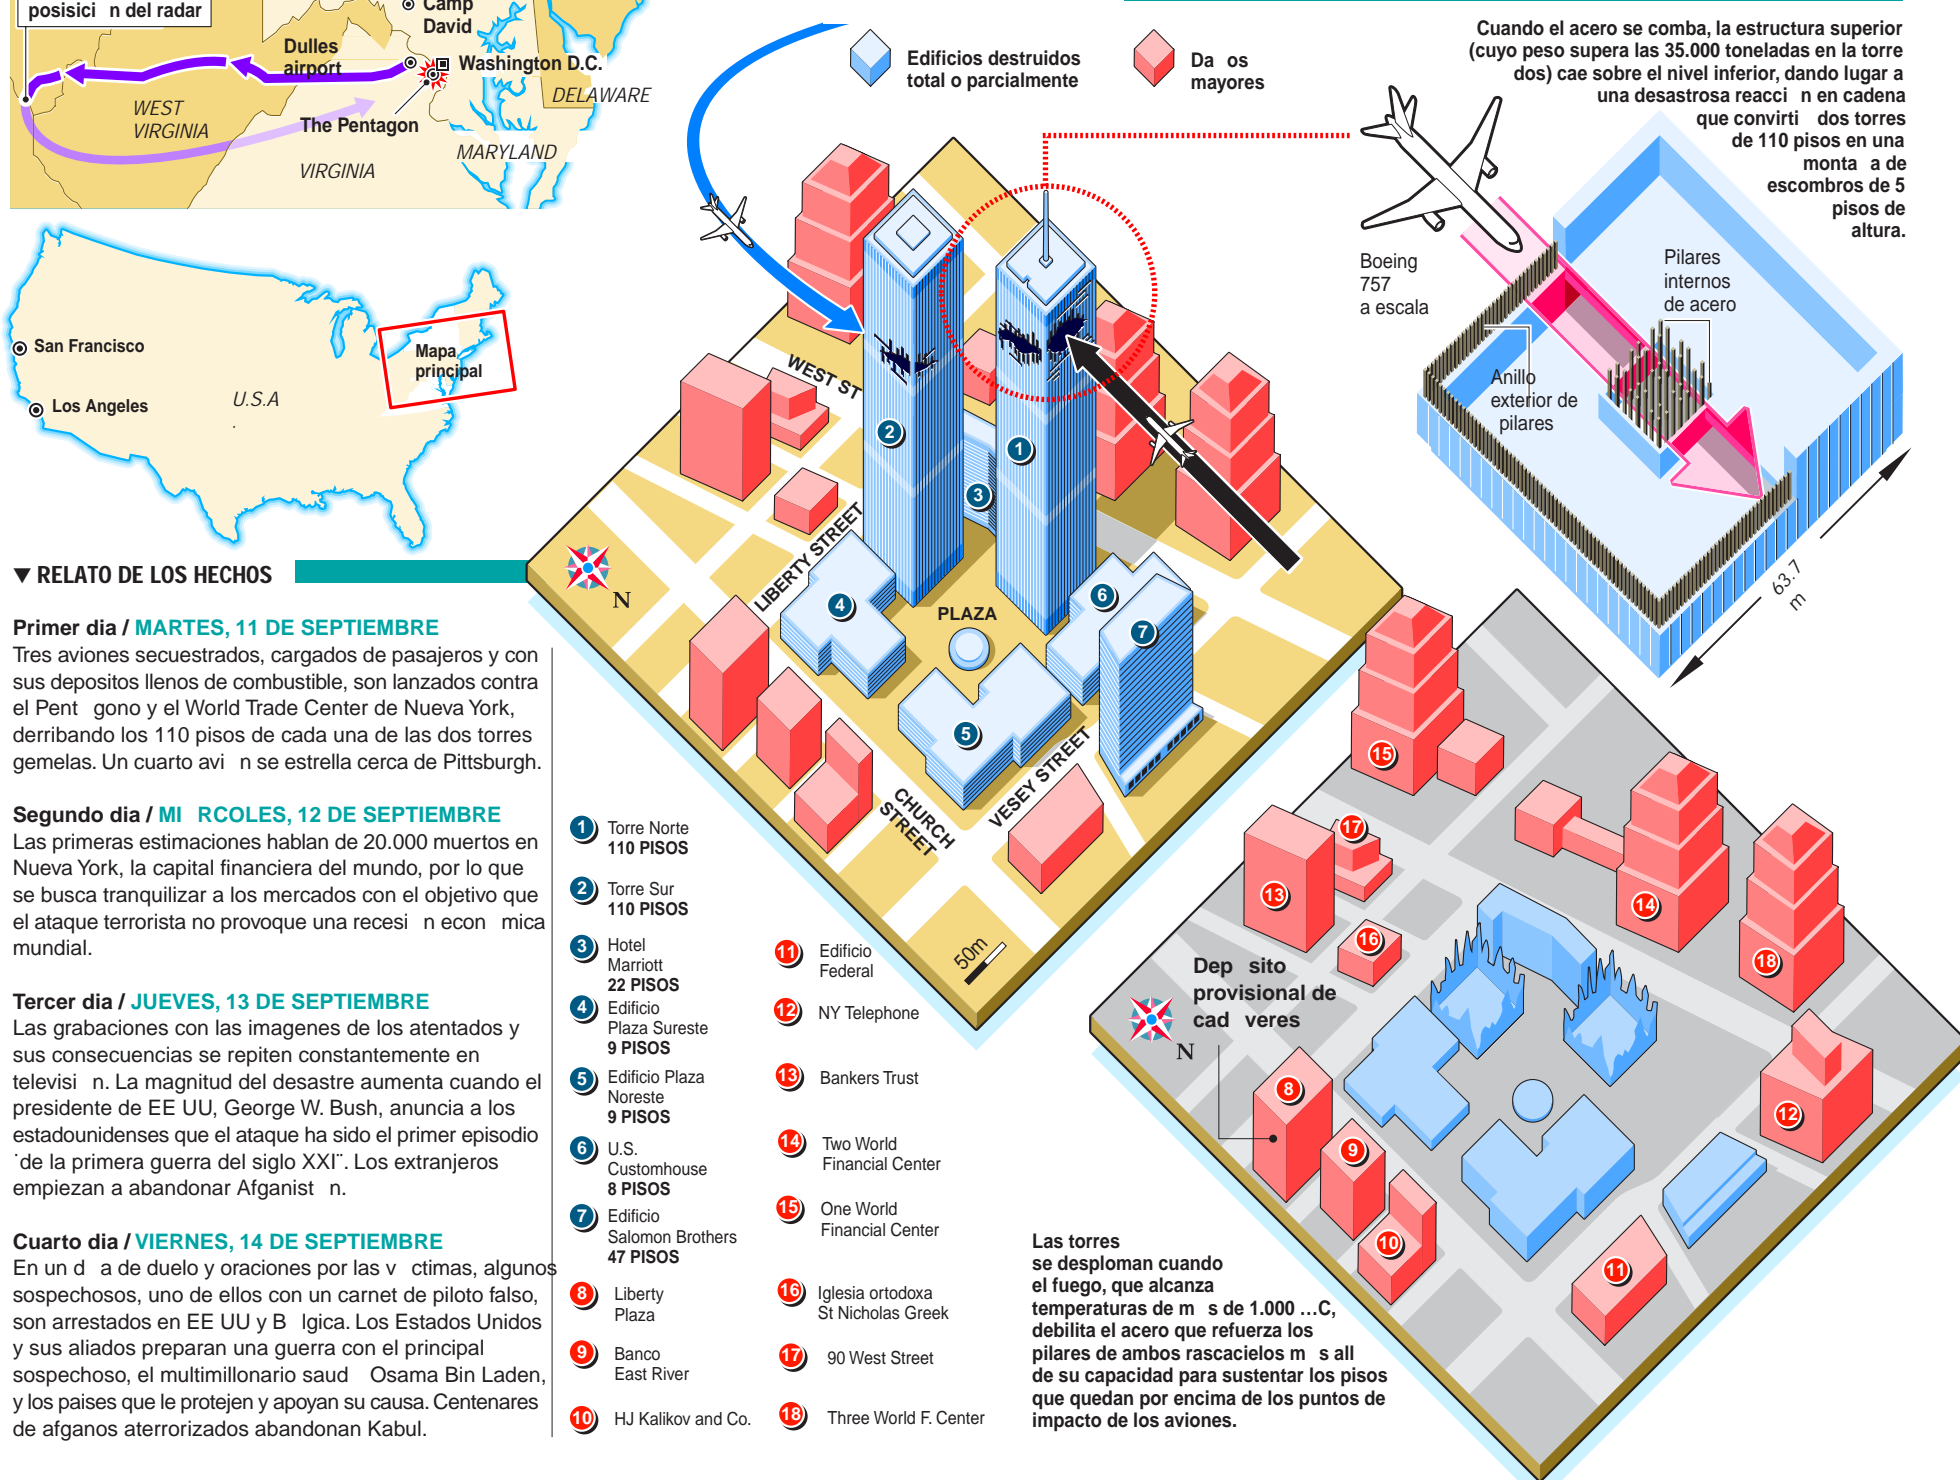 posisici n del radar
Camp
David
Dulles
airport
Washington D.C.
DELAWARE
WEST
VIRGINIA
The Pentagon
MARYLAND
VIRGINIA
San Francisco
Los Angeles
U.S.A
.
Mapa
principal
Edificios destruidos
total o parcialmente
Da os
mayores
Cuando el acero se comba, la estructura superior
(cuyo peso supera las 35.000 toneladas en la torre
dos) cae sobre el nivel inferior, dando lugar a
una desastrosa reacci n en cadena
que convirti dos torres
de 110 pisos en una
monta a de
escombros de 5
pisos de
altura.
Boeing
757
a escala
Pilares
internos
de acero
Anillo
exterior de
pilares
63.7
m
WEST ST
LIBERTY STREET
PLAZA
CHURCH
STREET
VESEY STREET
50m
N
1
2
3
4
5
6
7
▼ RELATO DE LOS HECHOS
Primer dia / MARTES, 11 DE SEPTIEMBRE
Tres aviones secuestrados, cargados de pasajeros y con
sus depositos llenos de combustible, son lanzados contra
el Pent gono y el World Trade Center de Nueva York,
derribando los 110 pisos de cada una de las dos torres
gemelas. Un cuarto avi n se estrella cerca de Pittsburgh.
Segundo dia / MI RCOLES, 12 DE SEPTIEMBRE
Las primeras estimaciones hablan de 20.000 muertos en
Nueva York, la capital financiera del mundo, por lo que
se busca tranquilizar a los mercados con el objetivo que
el ataque terrorista no provoque una recesi n econ mica
mundial.
Tercer dia / JUEVES, 13 DE SEPTIEMBRE
Las grabaciones con las imagenes de los atentados y
sus consecuencias se repiten constantemente en
televisi n. La magnitud del desastre aumenta cuando el
presidente de EE UU, George W. Bush, anuncia a los
estadounidenses que el ataque ha sido el primer episodio
˙de la primera guerra del siglo XXI¨. Los extranjeros
empiezan a abandonar Afganist n.
Cuarto dia / VIERNES, 14 DE SEPTIEMBRE
En un d a de duelo y oraciones por las v ctimas, algunos
sospechosos, uno de ellos con un carnet de piloto falso,
son arrestados en EE UU y B lgica. Los Estados Unidos
y sus aliados preparan una guerra con el principal
sospechoso, el multimillonario saud Osama Bin Laden,
y los paises que le protejen y apoyan su causa. Centenares
de afganos aterrorizados abandonan Kabul.
1 Torre Norte
110 PISOS
2 Torre Sur
110 PISOS
3 Hotel
Marriott
22 PISOS
4 Edificio
Plaza Sureste
9 PISOS
5 Edificio Plaza
Noreste
9 PISOS
6 U.S.
Customhouse
8 PISOS
7 Edificio
Salomon Brothers
47 PISOS
8 Liberty
Plaza
9 Banco
East River
10 HJ Kalikov and Co.
11 Edificio
Federal
12 NY Telephone
13 Bankers Trust
14 Two World
Financial Center
15 One World
Financial Center
16 Iglesia ortodoxa
St Nicholas Greek
17 90 West Street
18 Three World F. Center
Dep sito
provisional de
cad veres
N
15
17
13
14
16
18
8
12
9
10
11
Las torres
se desploman cuando
el fuego, que alcanza
temperaturas de m s de 1.000 …C,
debilita el acero que refuerza los
pilares de ambos rascacielos m s all
de su capacidad para sustentar los pisos
que quedan por encima de los puntos de
impacto de los aviones.